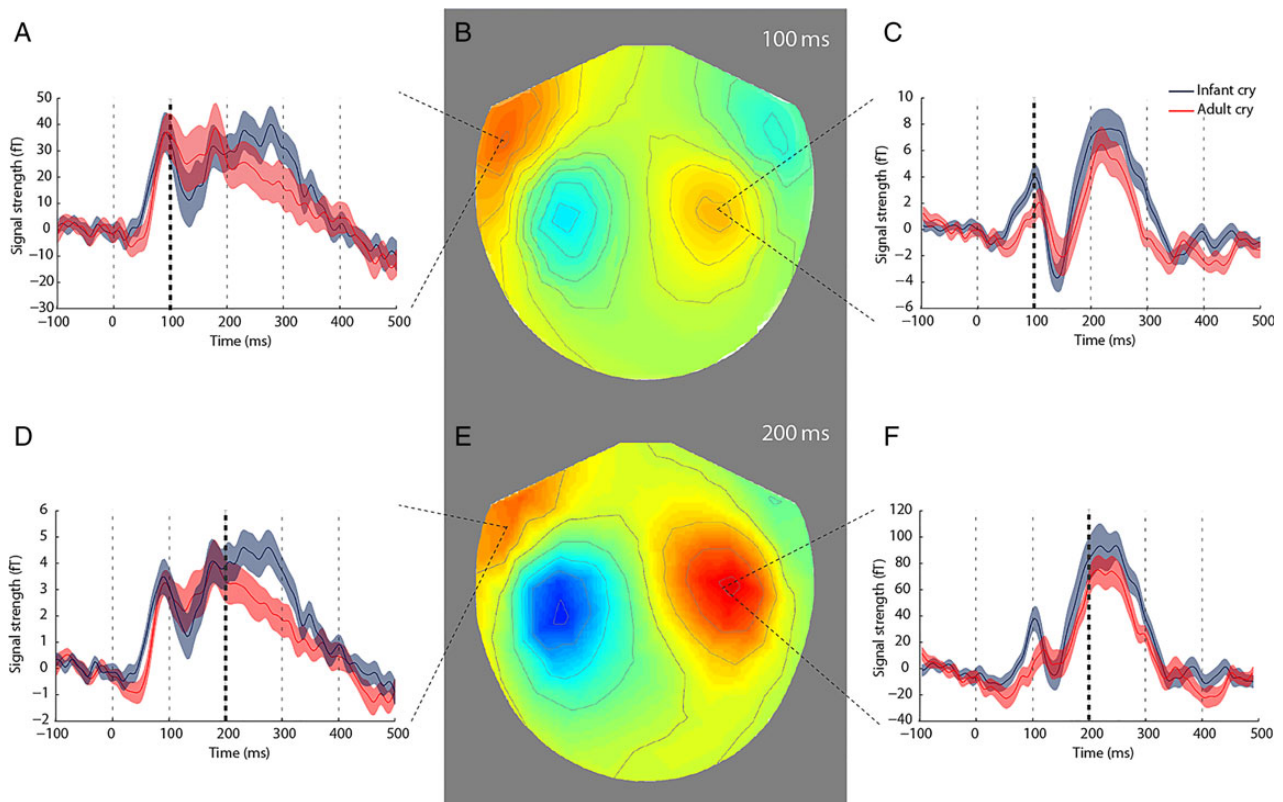 A
B
100 ms
C
Infant cry
Adult cry
50
40
30
20
10
0
−10
−20
−30
Signal strength (fT)
−100 0 100 200 300 400 500
Time (ms)
10
8
6
4
2
0
−2
−4
−6
Signal strength (fT)
−100 0 100 200 300 400 500
Time (ms)
D
E
200 ms
F
6
5
4
3
2
1
0
−1
−2
Signal strength (fT)
−100 0 100 200 300 400 500
Time (ms)
120
100
80
60
40
20
0
−20
−40
Signal strength (fT)
−100 0 100 200 300 400 500
Time (ms)